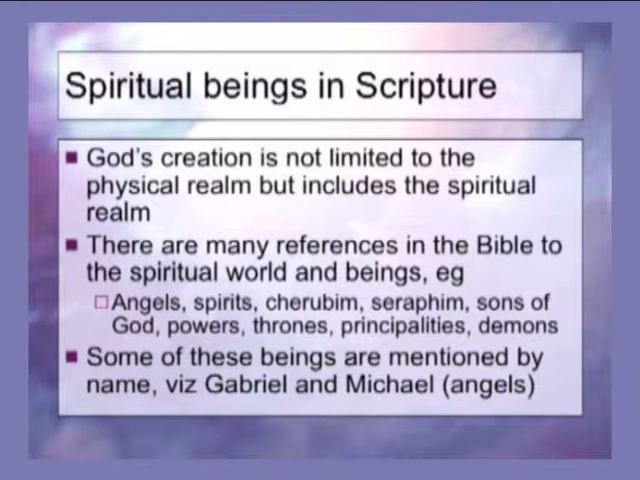 Spiritual beings in Scripture
God's creation is not limited to the
physical realm but includes the spiritual
realm
There are many references in the Bible to
the spiritual world and beings, eg
Angels, spirits, cherubim, seraphim, sons of
God, powers, thrones, principalities, demons
Some of these beings are mentioned by
name, viz Gabriel and Michael (angels)